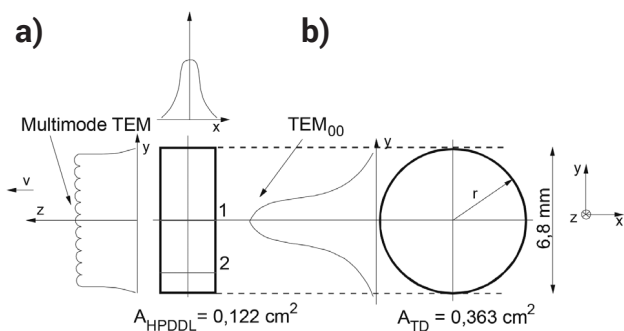 a)
b)
x
Multimode TEM
y
TEM₀₀
y
v
z
1
2
r
6,8 mm
y
z
x
A_HPDDL = 0,122 cm²
A_TD = 0,363 cm²